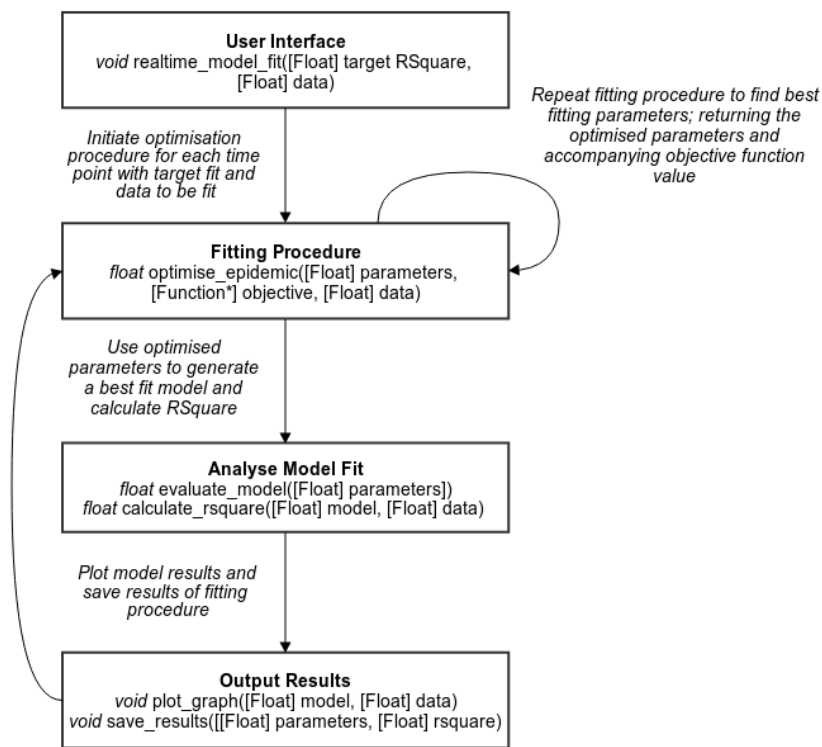 User Interface
void realtime_model_fit([Float] target RSquare,
[Float] data)
Initiate optimisation
procedure for each time
point with target fit and
data to be fit
Repeat fitting procedure to find best
fitting parameters; returning the
optimised parameters and
accompanying objective function
value
Fitting Procedure
float optimise_epidemic([Float] parameters,
[Function*] objective, [Float] data)
Use optimised
parameters to generate
a best fit model and
calculate RSquare
Analyse Model Fit
float evaluate_model([Float] parameters])
float calculate_rsquare([Float] model, [Float] data)
Plot model results and
save results of fitting
procedure
Output Results
void plot_graph([Float] model, [Float] data)
void save_results([[Float] parameters, [Float] rsquare)